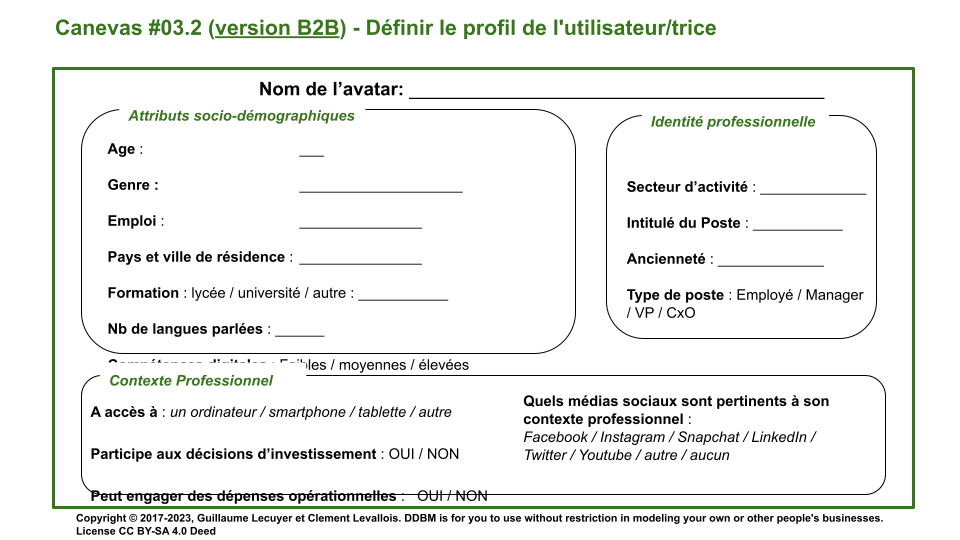 Canevas #03.2 (version B2B) - Définir le profil de l'utilisateur/trice
Nom de l’avatar: ___________________________________________
Attributs socio-démographiques
Age : ___
Genre : ____________________
Emploi : _______________
Pays et ville de résidence : _______________
Formation : lycée / université / autre : ___________
Nb de langues parlées : ______
Compétences digitales : Faibles / moyennes / élevées
Identité professionnelle
Secteur d’activité : _____________
Intitulé du Poste : ___________
Ancienneté : _____________
Type de poste : Employé / Manager
/ VP / CxO
Contexte Professionnel
A accès à : un ordinateur / smartphone / tablette / autre
Participe aux décisions d’investissement : OUI / NON
Peut engager des dépenses opérationnelles : OUI / NON
Quels médias sociaux sont pertinents à son
contexte professionnel :
Facebook / Instagram / Snapchat / LinkedIn /
Twitter / Youtube / autre / aucun
Copyright © 2017-2023, Guillaume Lecuyer et Clement Levallois. DDBM is for you to use without restriction in modeling your own or other people's businesses.
License CC BY-SA 4.0 Deed